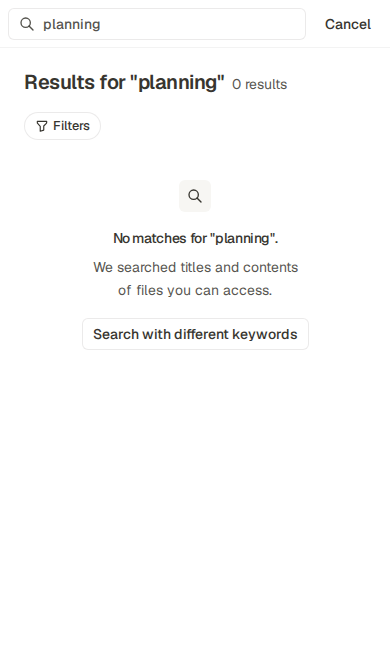 planning
Cancel
Results for "planning" 0 results
Filters
No matches for "planning".
We searched titles and contents
of files you can access.
Search with different keywords